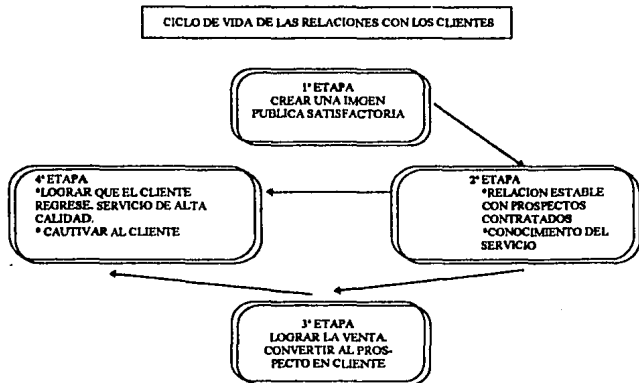 CICLO DE VIDA DE LAS RELACIONES CON LOS CLIENTES
1ª ETAPA
CREAR UNA IMGEN
PUBLICA SATISFACTORIA
2ª ETAPA
*RELACION ESTABLE
CON PROSPECTOS
CONTRATADOS
*CONOCIMIENTO DEL
SERVICIO
3ª ETAPA
LOGRAR LA VENTA.
CONVERTIR AL PROS-
PECTO EN CLIENTE
4ª ETAPA
*LOGRAR QUE EL CLIENTE
REGRESE. SERVICIO DE ALTA
CALIDAD.
* CAUTIVAR AL CLIENTE